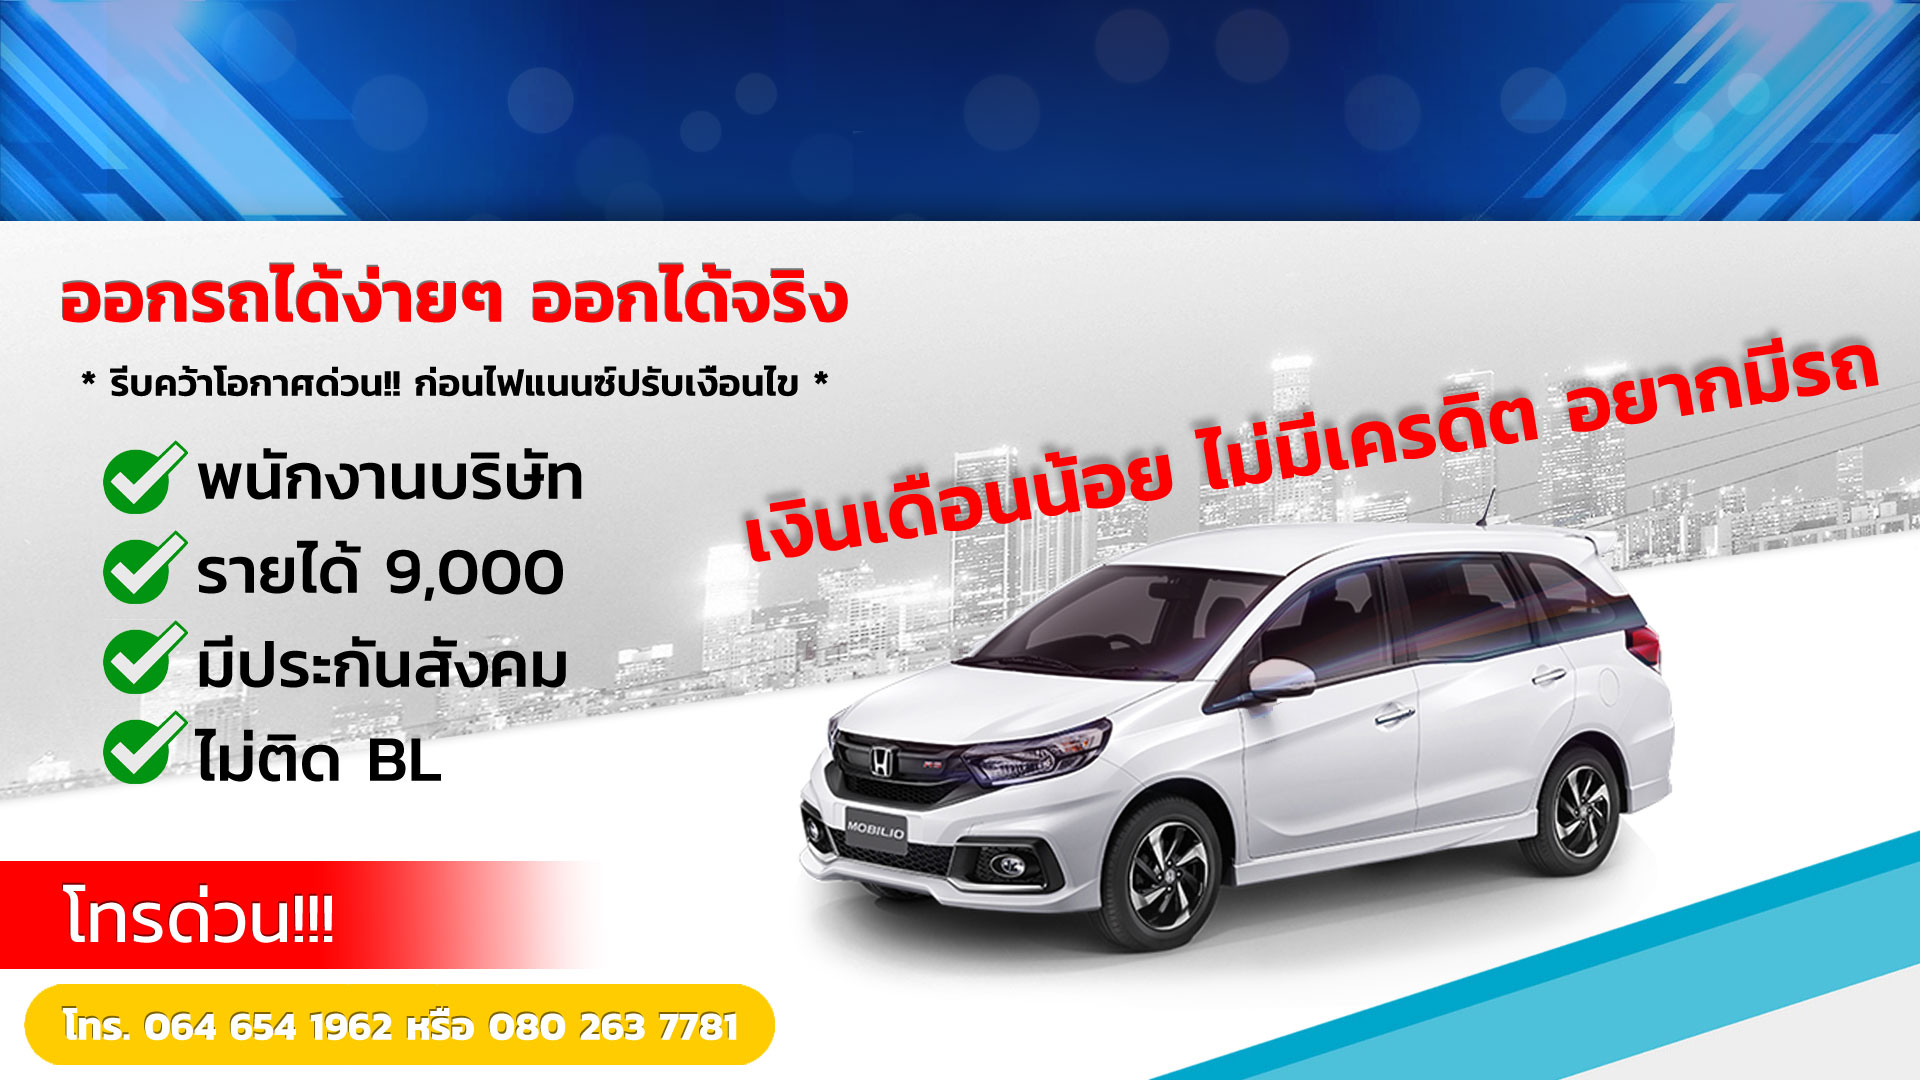 ออกรถได้ง่ายๆ ออกได้จริง
* รีบคว้าโอกาศด่วน!! ก่อนไฟแนนซ์ปรับเงือนไข *
เงินเดือนน้อย ไม่มีเครดิต อยากมีรถ
พนักงานบริษัท
รายได้ 9,000
มีประกันสังคม
ไม่ติด BL
RS
MOBILIO
โทรด่วน!!!
โทร. 064 654 1962 หรือ 080 263 7781